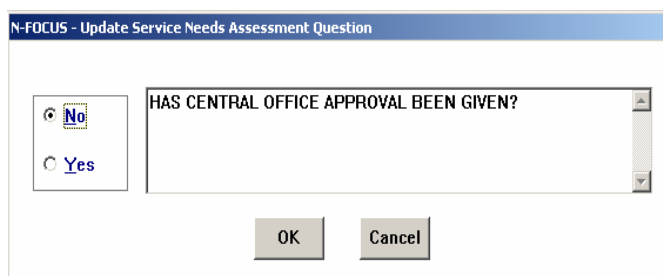 N-FOCUS - Update Service Needs Assessment Question
No
HAS CENTRAL OFFICE APPROVAL BEEN GIVEN?
Yes
OK
Cancel